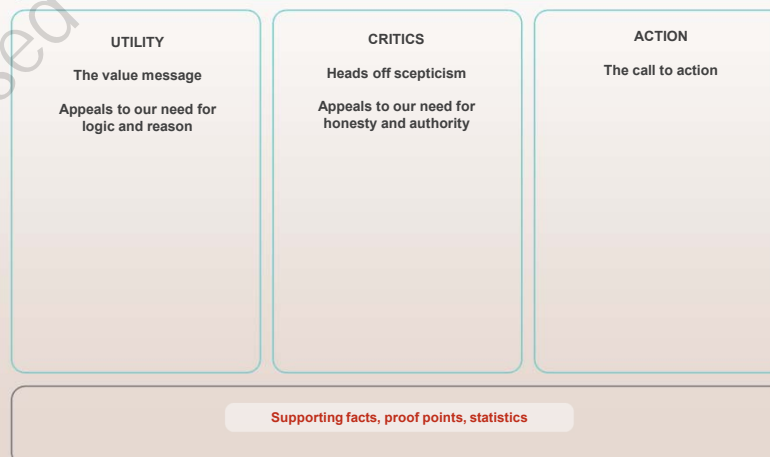 UTILITY
The value message
Appeals to our need for
logic and reason
CRITICS
Heads off scepticism
Appeals to our need for
honesty and authority
ACTION
The call to action
Supporting facts, proof points, statistics